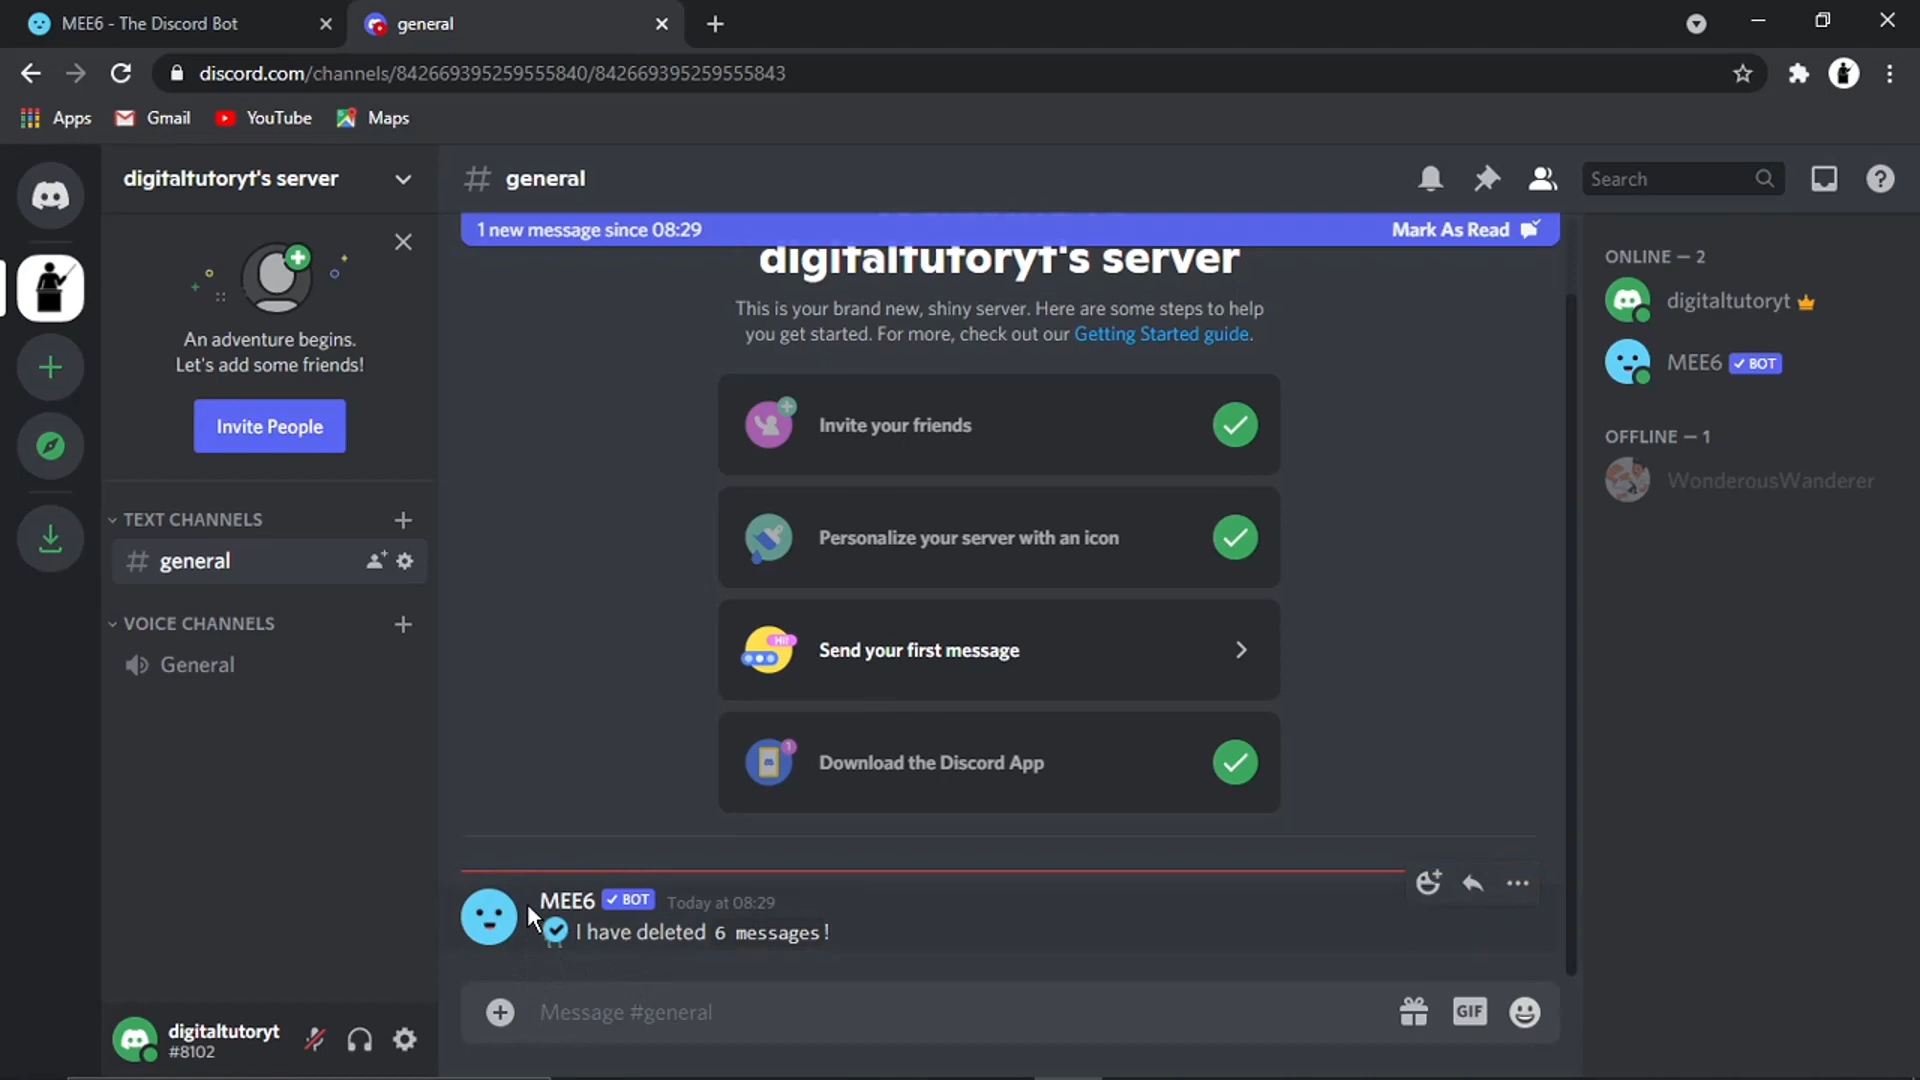 MEE6 - The Discord Bot
general
discord.com/channels/842669395259555840/842669395259555843
Apps
Gmail
YouTube
Maps
digitaltutoryt's server
An adventure begins.
Let's add some friends!
Invite People
TEXT CHANNELS
general
VOICE CHANNELS
General
digitaltutoryt
#8102
general
Search
1 new message since 08:29
Mark As Read
digitaltutoryt's server
This is your brand new, shiny server. Here are some steps to help
you get started. For more, check out our Getting Started guide.
Invite your friends
Personalize your server with an icon
Hi!
Send your first message
1
Download the Discord App
MEE6 BOT Today at 08:29
I have deleted 6 messages!
Message #general
GIF
ONLINE — 2
digitaltutoryt
MEE6 BOT
OFFLINE — 1
WonderousWanderer